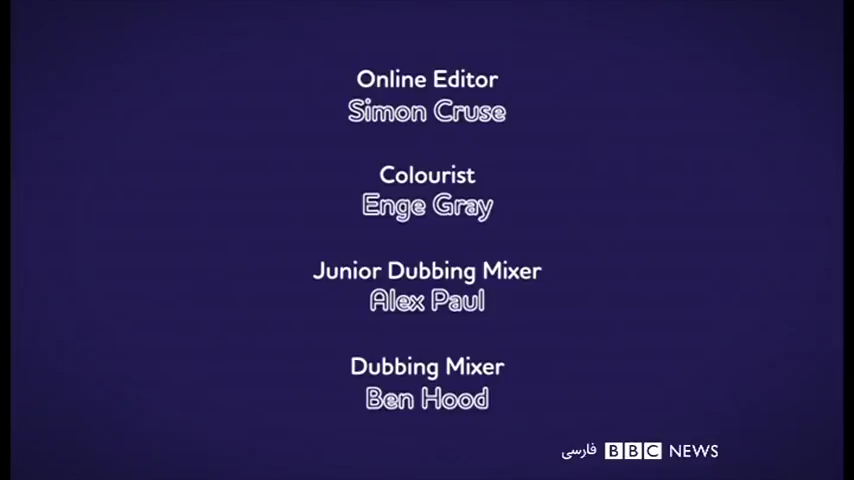 Online Editor
Simon Cruse
Colourist
Enge Gray
Junior Dubbing Mixer
Alex Paul
Dubbing Mixer
Ben Hood
فارسی BBC NEWS